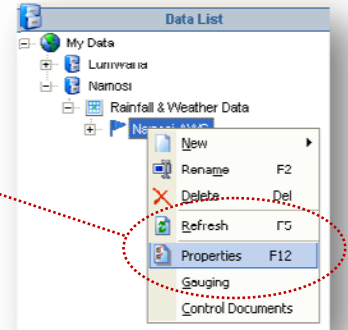 Data List
My Data
Lumwana
Namosi
Rainfall & Weather Data
Namosi AWS
New
Rename F2
Delete Del
Refresh F5
Properties F12
Gauging
Control Documents